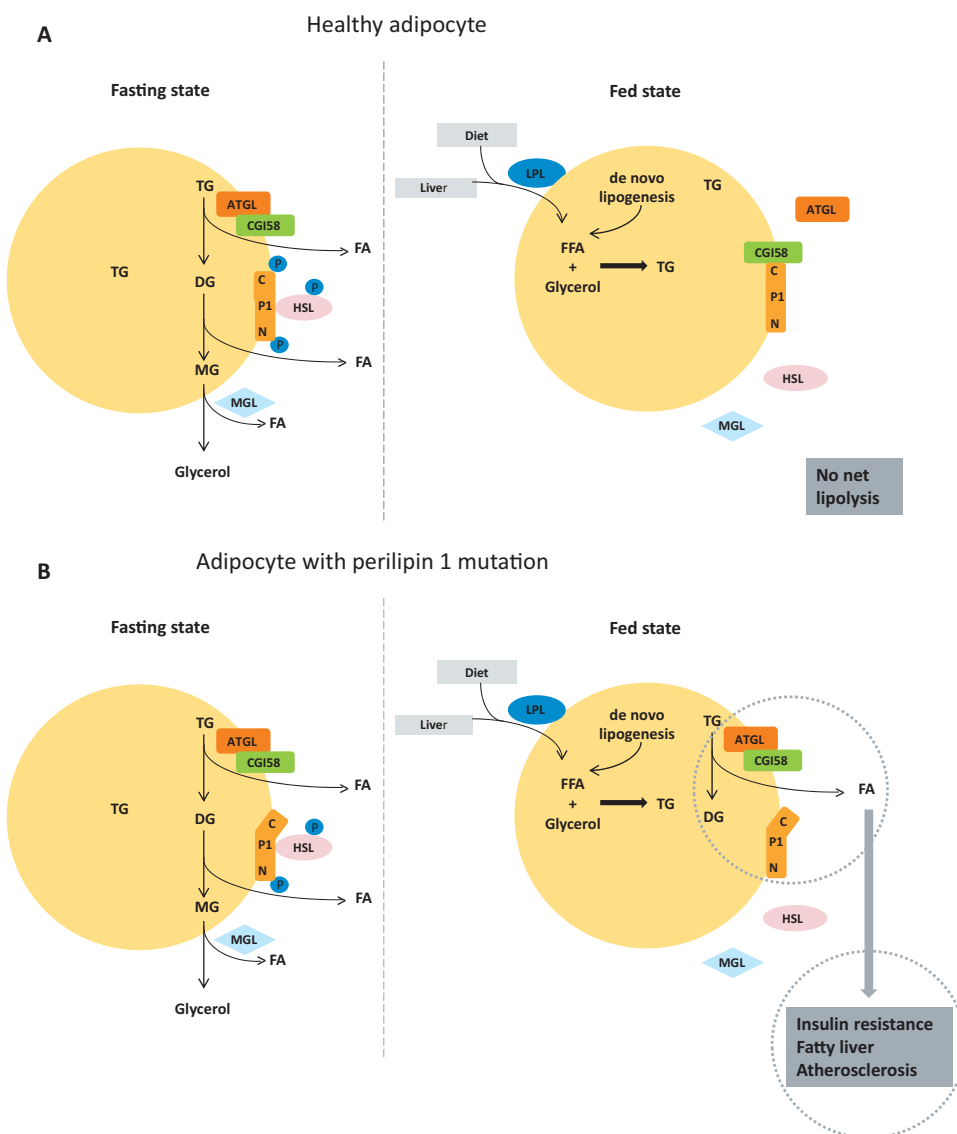 A
Healthy adipocyte
Fasting state
TG
ATGL
CGI58
FA
P
TG
DG
C
P
P1
HSL
N
P
FA
MG
MGL
FA
Glycerol
Fed state
Diet
LPL
Liver
de novo
lipogenesis
TG
ATGL
FFA
+
Glycerol
TG
CGI58
C
P1
N
HSL
MGL
No net
lipolysis
B
Adipocyte with perilipin 1 mutation
Fasting state
TG
ATGL
CGI58
FA
TG
DG
C
P
P1
HSL
N
P
FA
MG
MGL
FA
Glycerol
Fed state
Diet
LPL
Liver
de novo
lipogenesis
TG
ATGL
CGI58
FFA
+
Glycerol
TG
FA
DG
C
P1
N
HSL
MGL
Insulin resistance
Fatty liver
Atherosclerosis